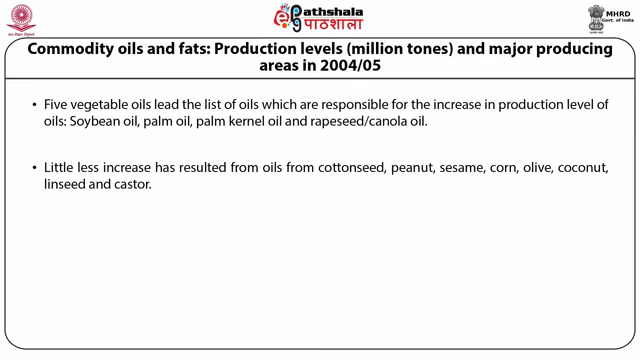 ePathshala
पाठशाला
MHRD
Govt. of India
Commodity oils and fats: Production levels (million tones) and major producing
areas in 2004/05
• Five vegetable oils lead the list of oils which are responsible for the increase in production level of
oils: Soybean oil, palm oil, palm kernel oil and rapeseed/canola oil.
• Little less increase has resulted from oils from cottonseed, peanut, sesame, corn, olive, coconut,
linseed and castor.